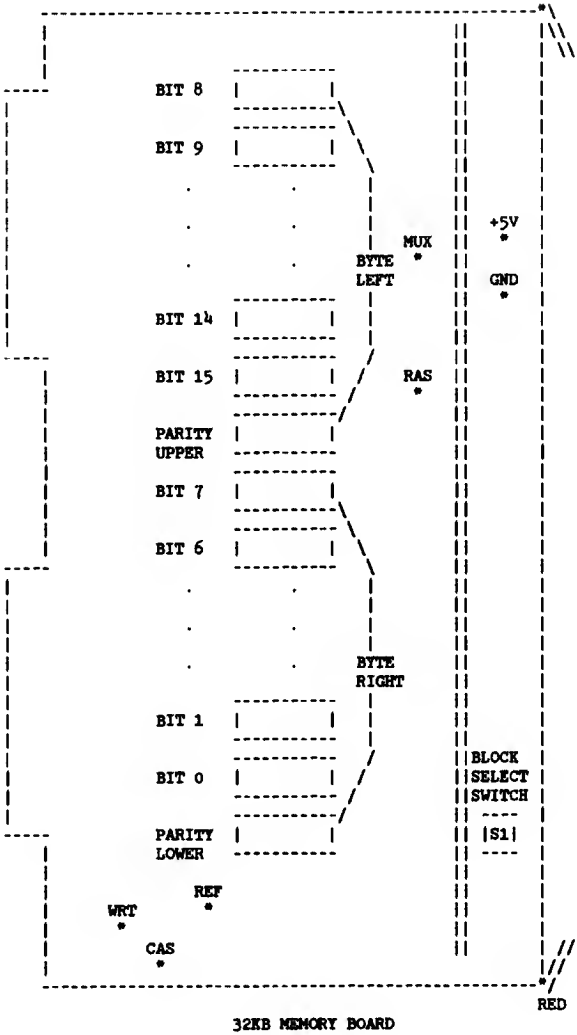 BIT 8
BIT 9
+5V
MUX
BYTE
LEFT
GND
BIT 14
BIT 15
RAS
PARITY
UPPER
BIT 7
BIT 6
BYTE
RIGHT
BIT 1
BLOCK
SELECT
SWITCH
BIT 0
PARITY
LOWER
|S1|
REF
WRT
CAS
RED
32KB MEMORY BOARD